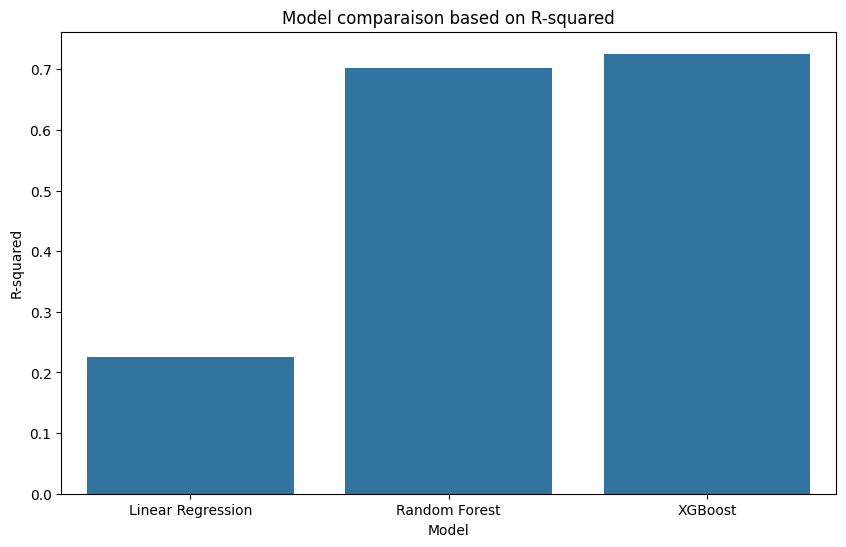 Model comparaison based on R-squared
R-squared
0.7
0.6
0.5
0.4
0.3
0.2
0.1
0.0
Linear Regression
Random Forest
XGBoost
Model